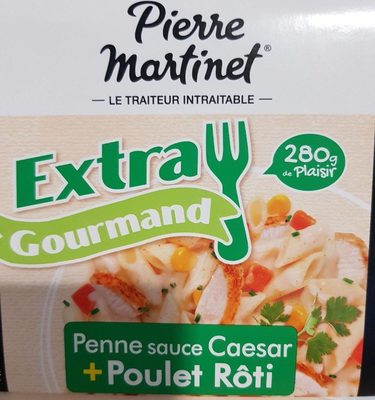 Pierre
Martinet®
— LE TRAITEUR INTRAITABLE —
Extra
Gourmand
280g
de Plaisir
Penne sauce Caesar
+Poulet Rôti